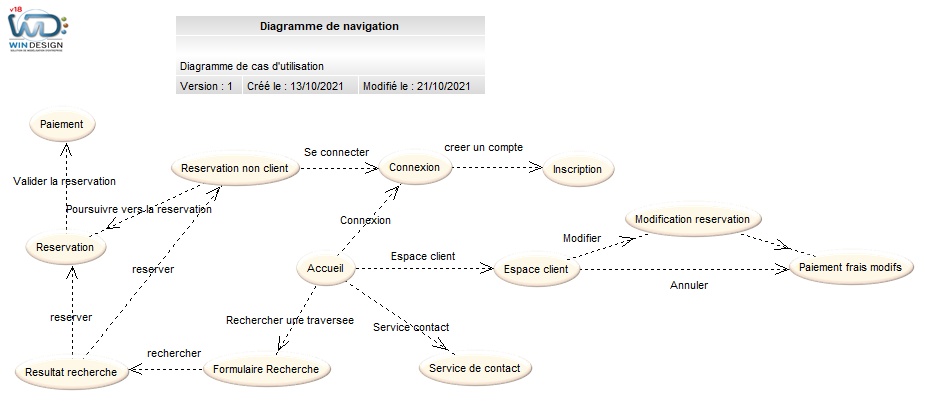 v18
WIN DESIGN
Diagramme de navigation
Diagramme de cas d'utilisation
Version : 1 Créé le : 13/10/2021 Modifié le : 21/10/2021
Paiement
Se connecter
creer un compte
Reservation non client
Connexion
Inscription
Valider la reservation
Poursuivre vers la reservation
Connexion
Modification reservation
Modifier
Reservation
Espace client
reserver
Accueil
Espace client
Paiement frais modifs
Annuler
reserver
Rechercher une traversee
Service contact
rechercher
Resultat recherche
Formulaire Recherche
Service de contact